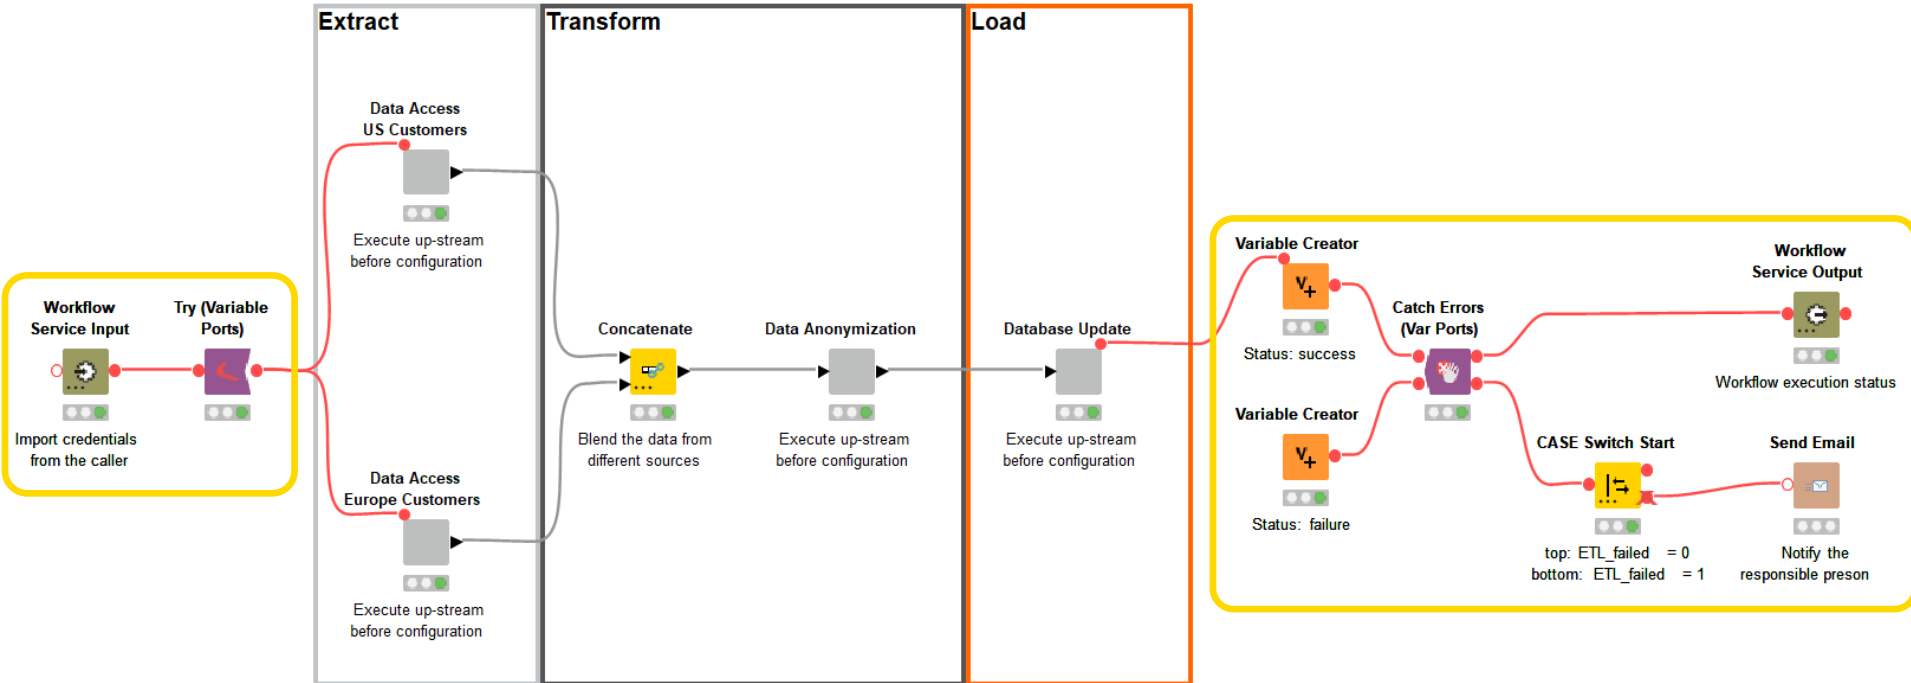 Extract
Transform
Load
Data Access
US Customers
Execute up-stream
before configuration
Workflow
Service Input
Import credentials
from the caller
Try (Variable
Ports)
Data Access
Europe Customers
Execute up-stream
before configuration
Concatenate
Blend the data from
different sources
Data Anonymization
Execute up-stream
before configuration
Database Update
Execute up-stream
before configuration
Variable Creator
V+
Status: success
Variable Creator
V+
Status: failure
Catch Errors
(Var Ports)
Workflow
Service Output
Workflow execution status
CASE Switch Start
top: ETL_failed = 0
bottom: ETL_failed = 1
Send Email
Notify the
responsible preson